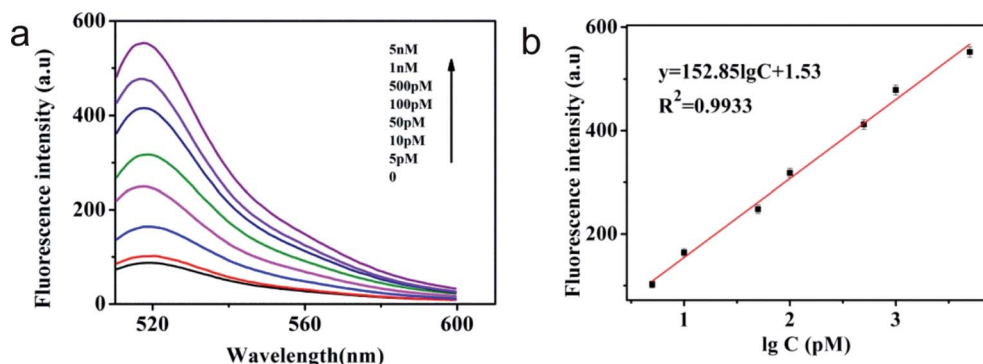 a
600
400
200
0
Fluorescence intensity (a.u)
520
560
600
Wavelength(nm)
5nM
1nM
500pM
100pM
50pM
10pM
5pM
0
b
600
400
200
Fluorescence intensity (a.u)
1
2
3
lg C (pM)
y=152.85lgC+1.53
R²=0.9933